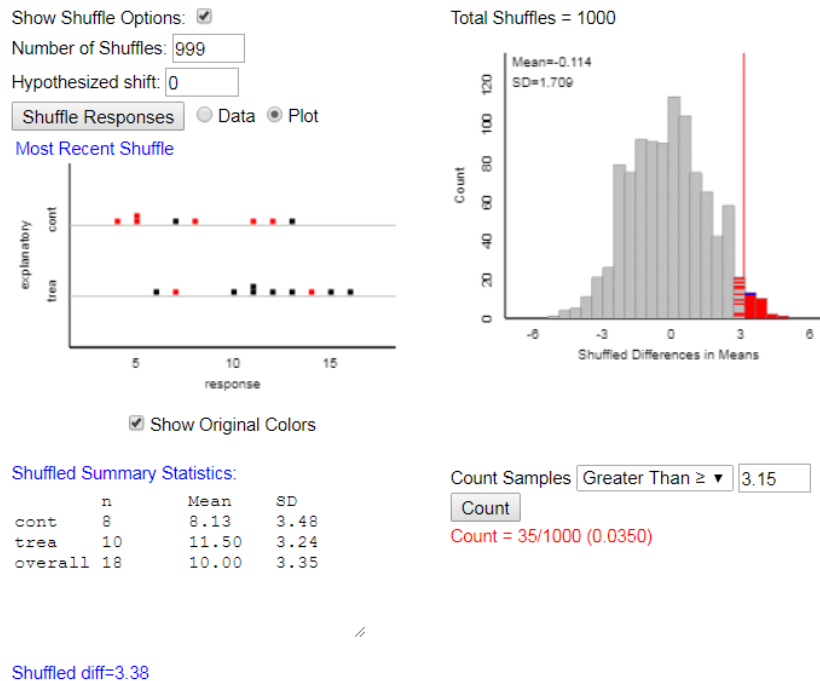 Show Shuffle Options:
Number of Shuffles: 999
Hypothesized shift: 0
Shuffle Responses Data Plot
Most Recent Shuffle
explanatory
cont
trea
5 10 15
response
Show Original Colors
Shuffled Summary Statistics:
n Mean SD
cont 8 8.13 3.48
trea 10 11.50 3.24
overall 18 10.00 3.35
Shuffled diff=3.38
Total Shuffles = 1000
Mean=-0.114
SD=1.709
Count
120
100
80
60
40
20
0
-6 -3 0 3 6
Shuffled Differences in Means
Count Samples Greater Than ≥ 3.15
Count
Count = 35/1000 (0.0350)